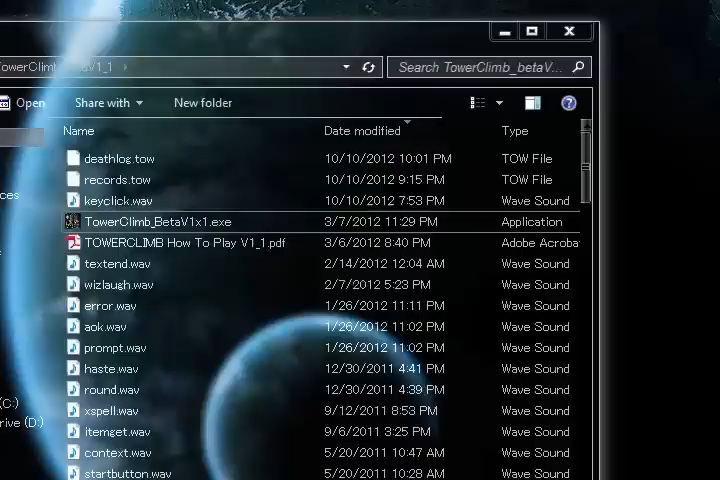 V1_1
Search TowerClimb_betaV...
Open Share with New folder
Name Date modified Type
deathlog.tow 10/10/2012 10:01 PM TOW File
records.tow 10/10/2012 9:15 PM TOW File
keyclick.wav 10/10/2012 7:53 PM Wave Sound
TowerClimb_BetaV1x1.exe 3/7/2012 11:29 PM Application
TOWERCLIMB How To Play V1_1.pdf 3/6/2012 8:40 PM Adobe Acroba
textend.wav 2/14/2012 12:04 AM Wave Sound
wizlaugh.wav 2/7/2012 5:23 PM Wave Sound
error.wav 1/26/2012 11:11 PM Wave Sound
aok.wav 1/26/2012 11:02 PM Wave Sound
prompt.wav 1/26/2012 11:02 PM Wave Sound
haste.wav 12/30/2011 4:41 PM Wave Sound
round.wav 12/30/2011 4:39 PM Wave Sound
(C:)
xspell.wav 9/12/2011 8:53 PM Wave Sound
rive (D:)
itemget.wav 9/6/2011 3:25 PM Wave Sound
context.wav 5/20/2011 10:47 AM Wave Sound
startbutton.wav 5/20/2011 10:28 AM Wave Sound